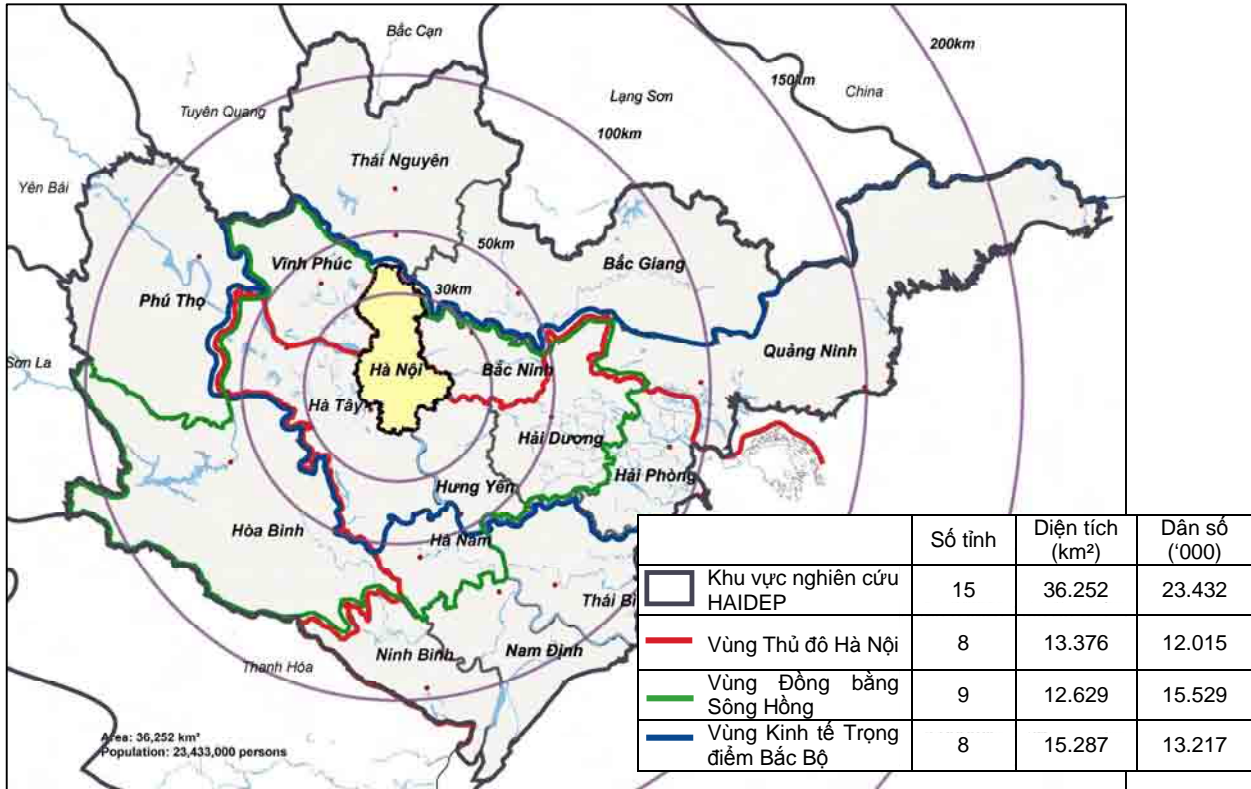 Bắc Cạn
200km
150km
China
Tuyên Quang
Lạng Sơn
100km
Thái Nguyên
Yên Bái
50km
Vĩnh Phúc
Bắc Giang
30km
Phú Thọ
Quảng Ninh
Sơn La
Hà Nội
Bắc Ninh
Hà Tây
Hải Dương
Hải Phòng
Hưng Yên
Hòa Bình
Hà Nam
Thái Bì
Nam Định
Ninh Bình
Thanh Hóa
Area: 36,252 km²
Population: 23,433,000 persons
Số tỉnh Diện tích (km²) Dân số (‘000)
Khu vực nghiên cứu
HAIDEP 15 36.252 23.432
Vùng Thủ đô Hà Nội 8 13.376 12.015
Vùng Đồng bằng
Sông Hồng 9 12.629 15.529
Vùng Kinh tế Trọng
điểm Bắc Bộ 8 15.287 13.217